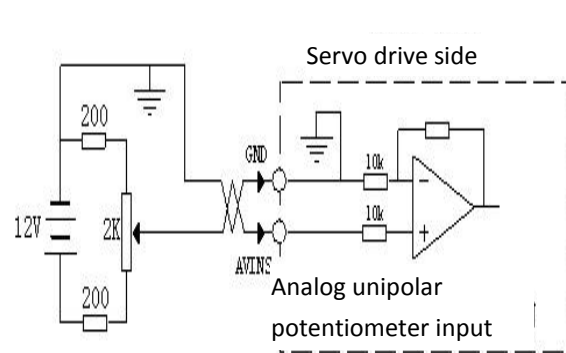 Servo drive side
200
GND
10k
12V
2K
10k
AVINS
200
Analog unipolar
potentiometer input
−
+